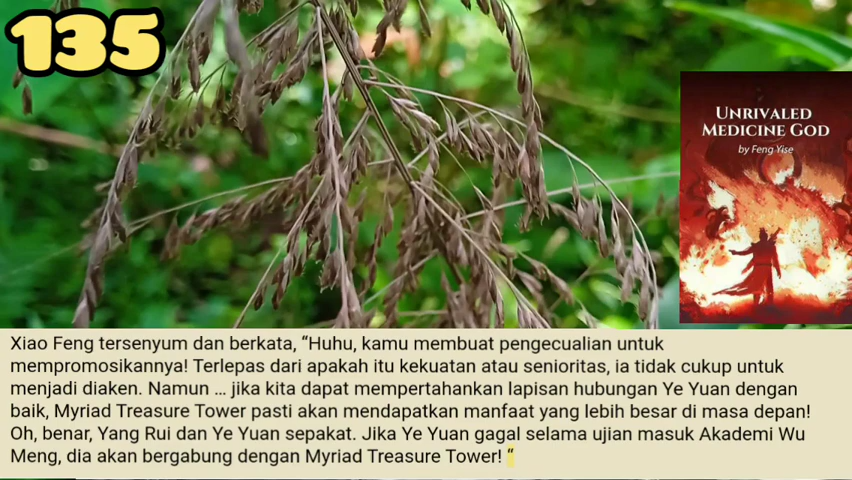 135
UNRIVALED
MEDICINE GOD
by Feng Yise
Xiao Feng tersenyum dan berkata, “Huhu, kamu membuat pengecualian untuk
mempromosikannya! Terlepas dari apakah itu kekuatan atau senioritas, ia tidak cukup untuk
menjadi diaken. Namun ... jika kita dapat mempertahankan lapisan hubungan Ye Yuan dengan
baik, Myriad Treasure Tower pasti akan mendapatkan manfaat yang lebih besar di masa depan!
Oh, benar, Yang Rui dan Ye Yuan sepakat. Jika Ye Yuan gagal selama ujian masuk Akademi Wu
Meng, dia akan bergabung dengan Myriad Treasure Tower! “